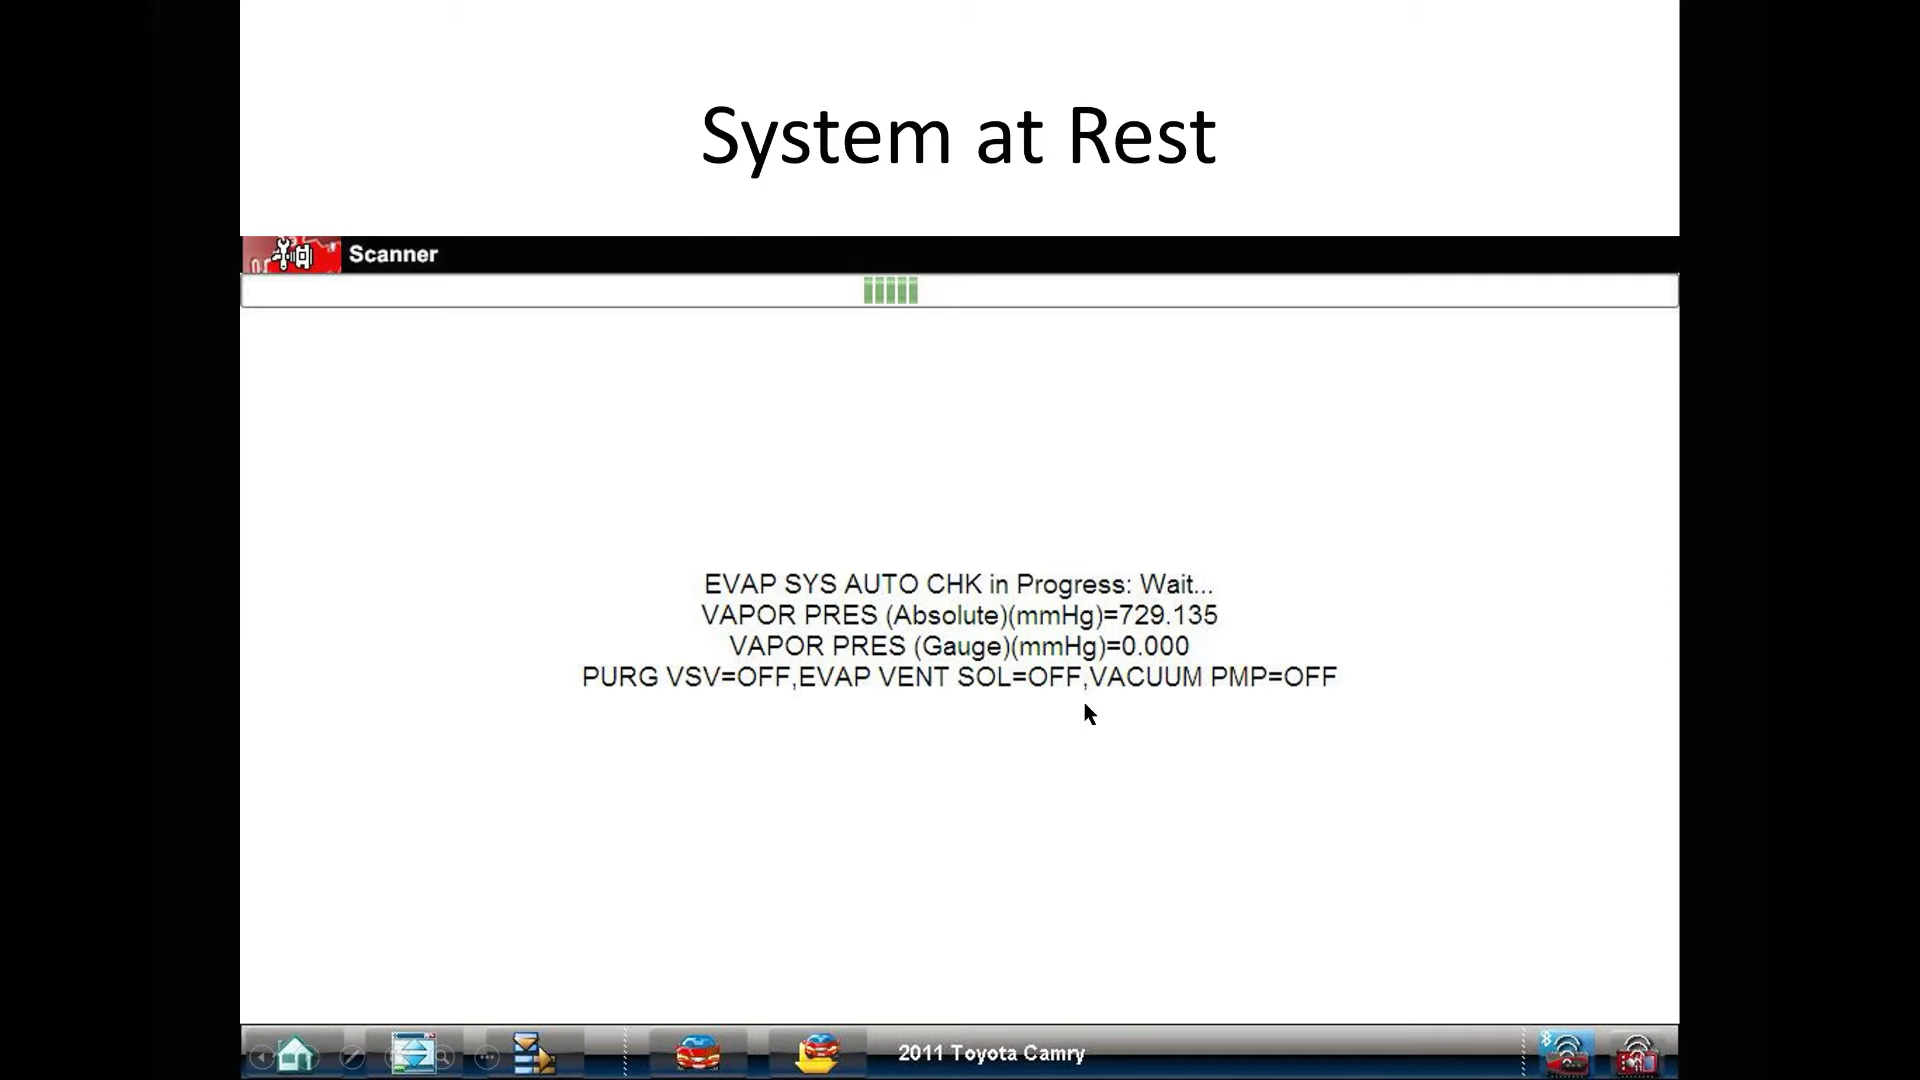 System at Rest
Scanner
EVAP SYS AUTO CHK in Progress: Wait...
VAPOR PRES (Absolute)(mmHg)=729.135
VAPOR PRES (Gauge)(mmHg)=0.000
PURG VSV=OFF,EVAP VENT SOL=OFF,VACUUM PMP=OFF
2011 Toyota Camry